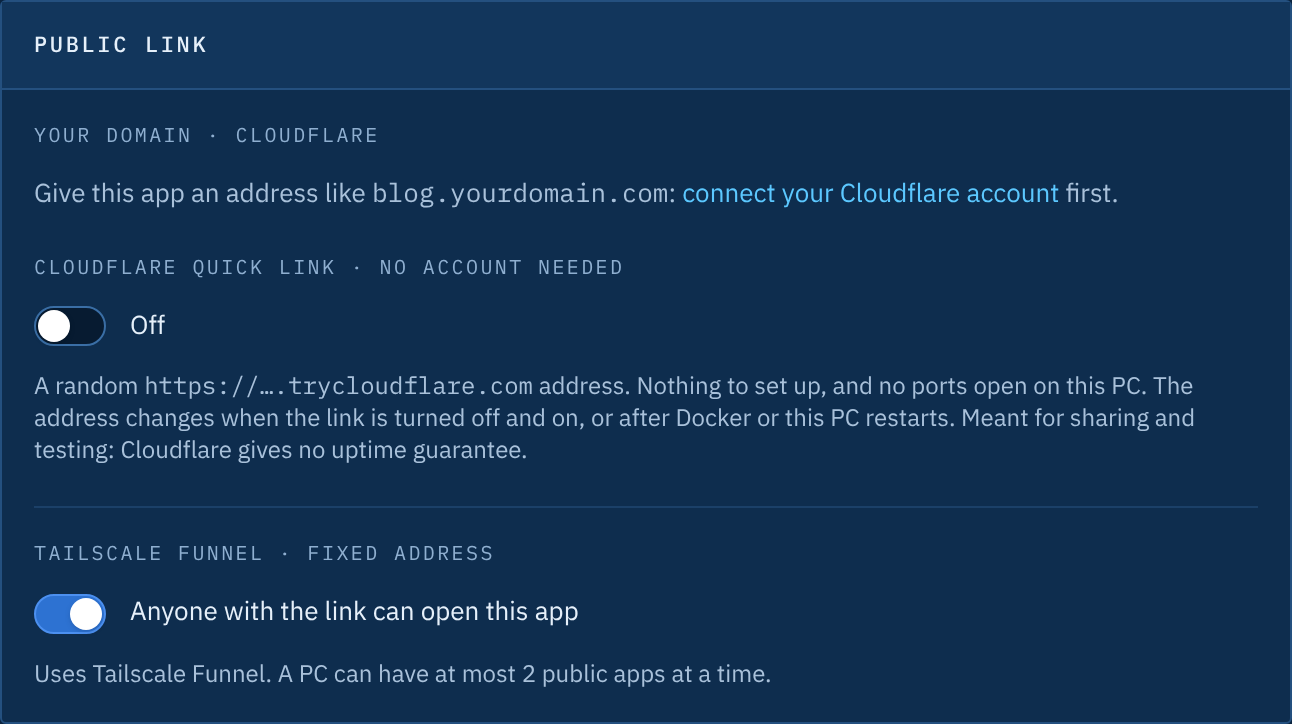 PUBLIC LINK
YOUR DOMAIN · CLOUDFLARE
Give this app an address like blog.yourdomain.com: connect your Cloudflare account first.
CLOUDFLARE QUICK LINK · NO ACCOUNT NEEDED
Off
A random https://….trycloudflare.com address. Nothing to set up, and no ports open on this PC. The
address changes when the link is turned off and on, or after Docker or this PC restarts. Meant for sharing and
testing: Cloudflare gives no uptime guarantee.
TAILSCALE FUNNEL · FIXED ADDRESS
Anyone with the link can open this app
Uses Tailscale Funnel. A PC can have at most 2 public apps at a time.